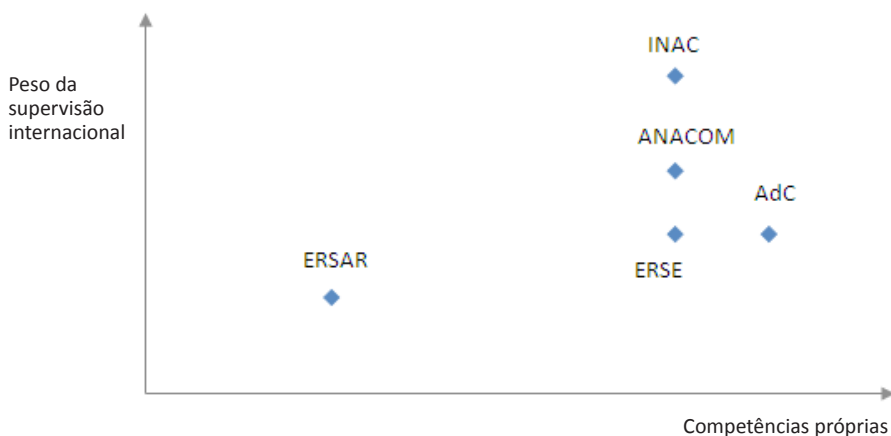 INAC
Peso da
supervisão
internacional
ANACOM
AdC
ERSAR
ERSE
Competências próprias